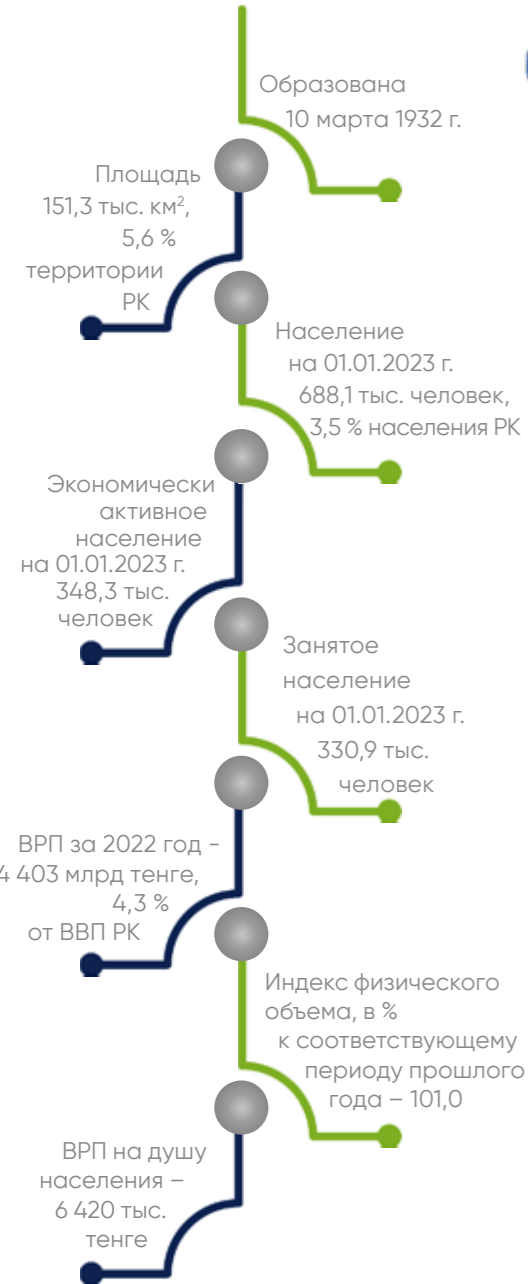 Образована
10 марта 1932 г.
Площадь
151,3 тыс. км²,
5,6 %
территории
РК
Население
на 01.01.2023 г.
688,1 тыс. человек,
3,5 % населения РК
Экономически
активное
население
на 01.01.2023 г.
348,3 тыс.
человек
Занятое
население
на 01.01.2023 г.
330,9 тыс.
человек
ВРП за 2022 год -
4 403 млрд тенге,
4,3 %
от ВВП РК
Индекс физического
объема, в %
к соответствующему
периоду прошлого
года – 101,0
ВРП на душу
населения –
6 420 тыс.
тенге